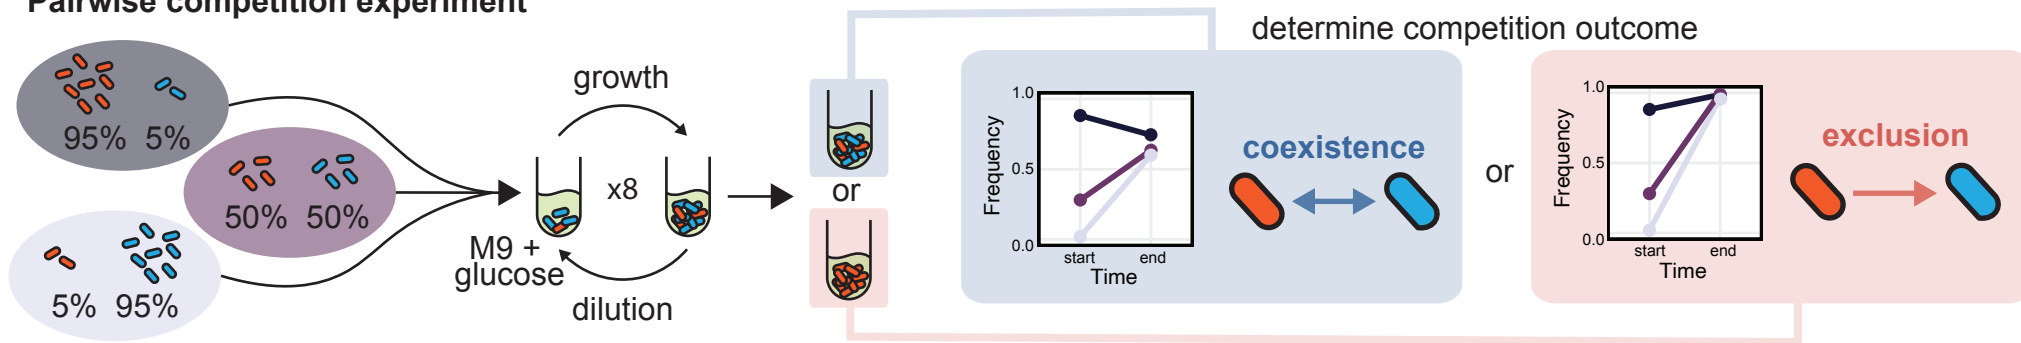 Pairwise competition experiment
95% 5%
50% 50%
5% 95%
growth
x8
M9 +
glucose
dilution
or
determine competition outcome
1.0
0.5
0.0
Frequency
start end
Time
coexistence
or
1.0
0.5
0.0
Frequency
start end
Time
exclusion